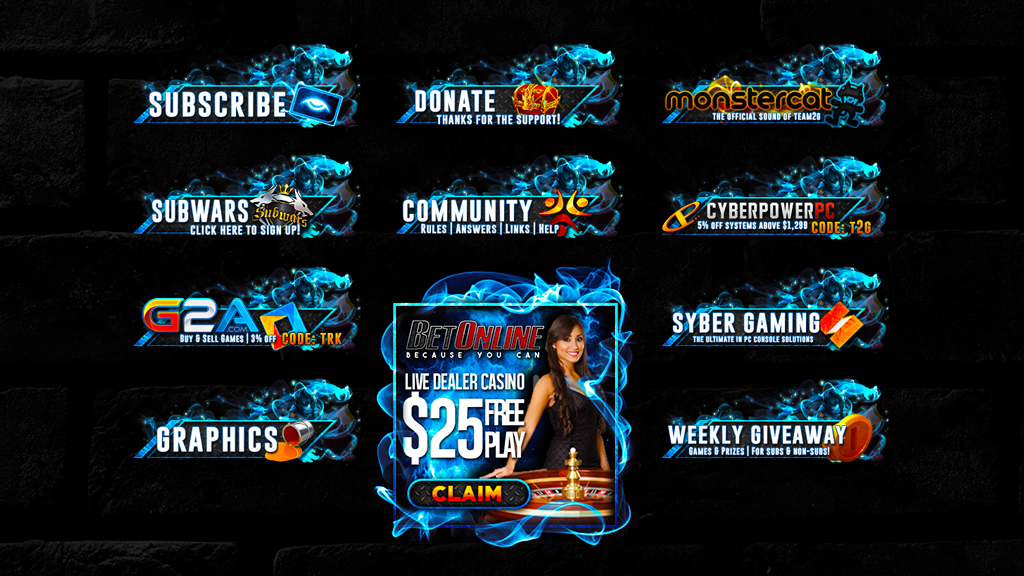 SUBSCRIBE
DONATE
THANKS FOR THE SUPPORT!
monstercat
THE OFFICIAL SOUND OF TEAM2G
SUBWARS
Subwars
CLICK HERE TO SIGN UP!
COMMUNITY
RULES | ANSWERS | LINKS | HELP
CYBERPOWERPC
5% OFF SYSTEMS ABOVE $1,299
CODE: T2G
G2A
.COM
BUY & SELL GAMES | 3% OFF CODE: TRK
BETONLINE
BECAUSE YOU CAN
LIVE DEALER CASINO
$25 FREE
PLAY
CLAIM
SYBER GAMING
THE ULTIMATE IN PC CONSOLE SOLUTIONS
GRAPHICS
WEEKLY GIVEAWAY
GAMES & PRIZES | FOR SUBS & NON-SUBS!